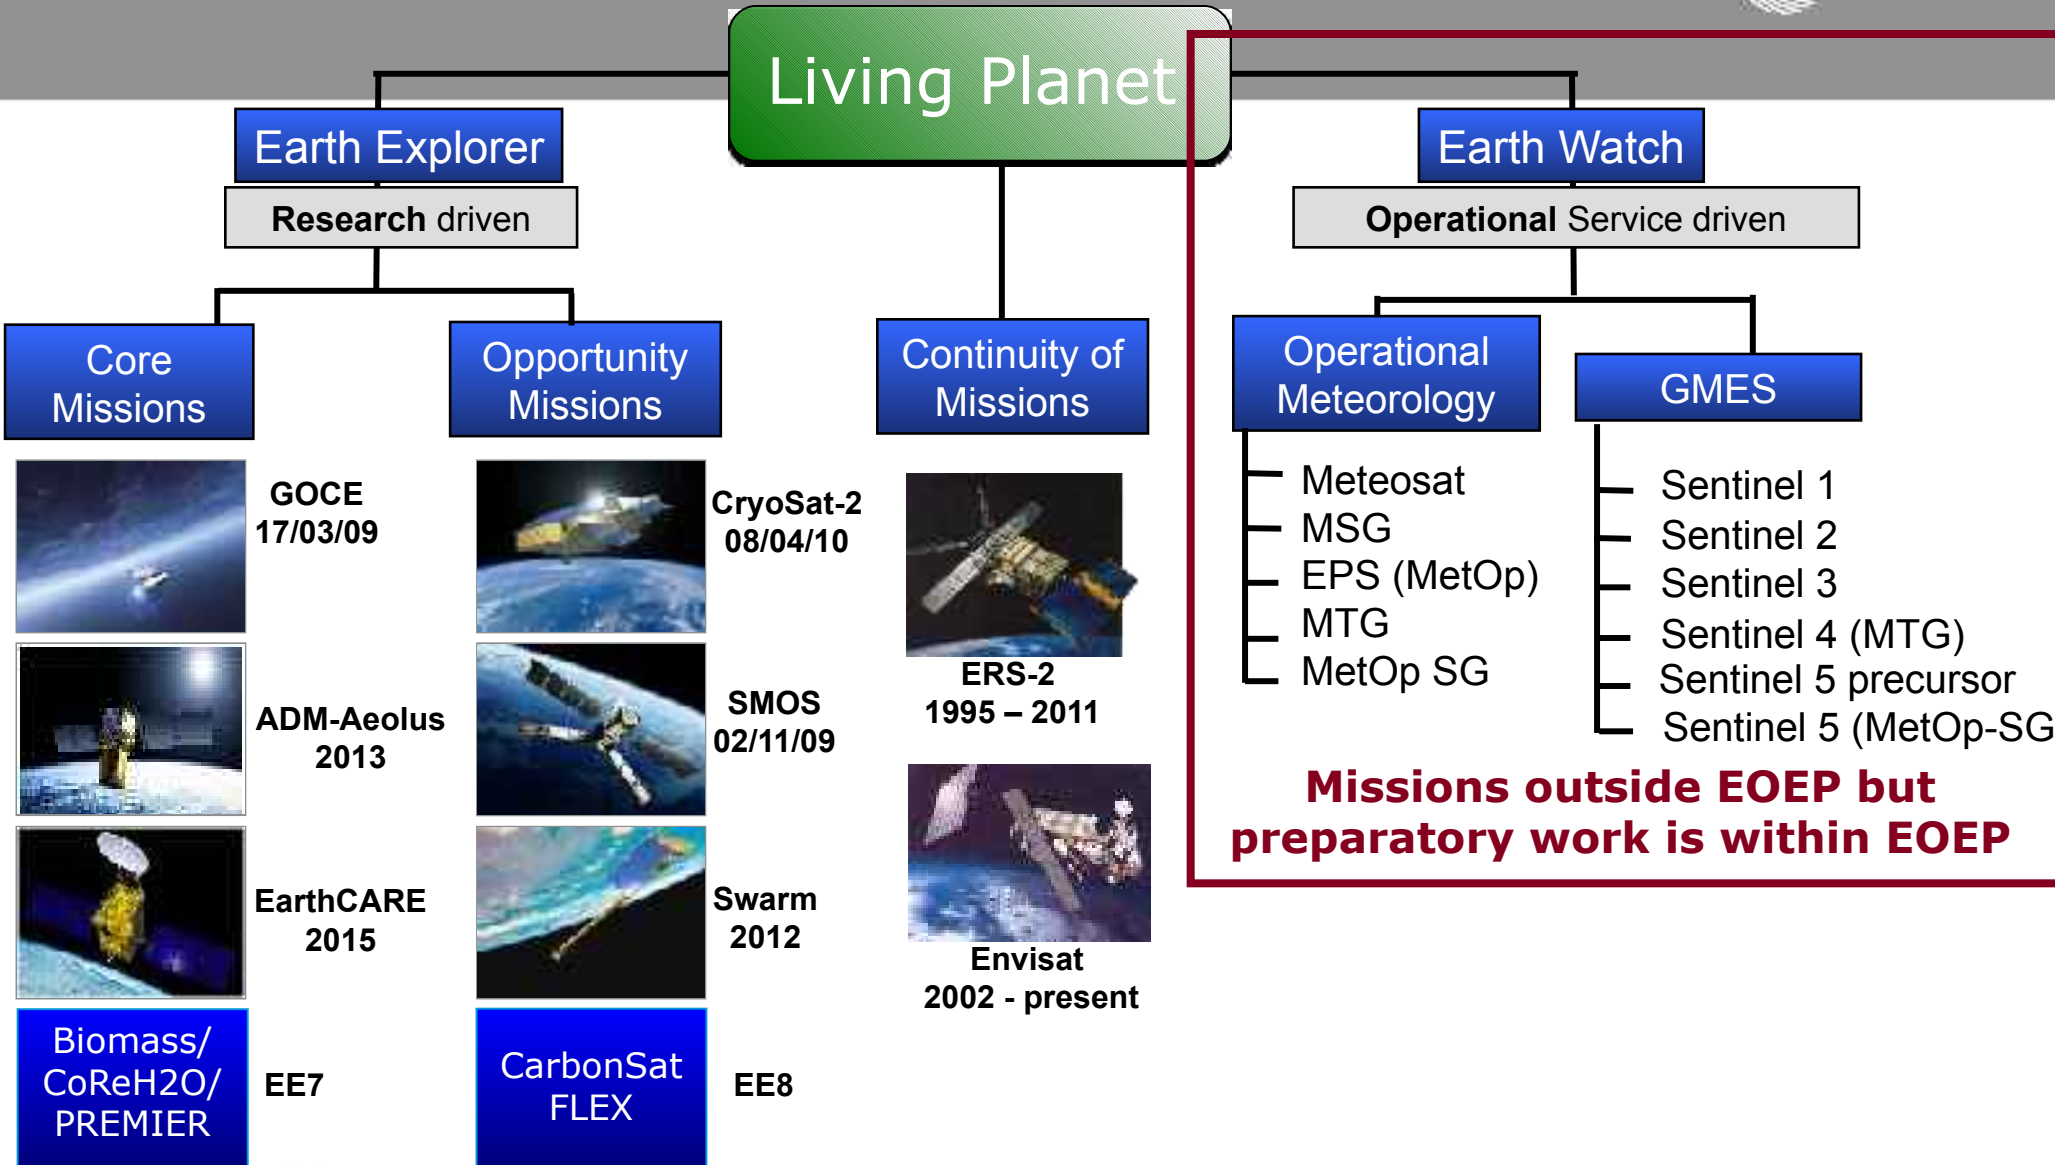 Living Planet
Earth Explorer
Research driven
Earth Watch
Operational Service driven
Core
Missions
Opportunity
Missions
Continuity of
Missions
Operational
Meteorology
GMES
GOCE
17/03/09
ADM-Aeolus
2013
EarthCARE
2015
Biomass/
CoReH2O/
PREMIER
EE7
CryoSat-2
08/04/10
SMOS
02/11/09
Swarm
2012
CarbonSat
FLEX
EE8
ERS-2
1995 – 2011
Envisat
2002 - present
Meteosat
MSG
EPS (MetOp)
MTG
MetOp SG
Sentinel 1
Sentinel 2
Sentinel 3
Sentinel 4 (MTG)
Sentinel 5 precursor
Sentinel 5 (MetOp-SG
Missions outside EOEP but
preparatory work is within EOEP